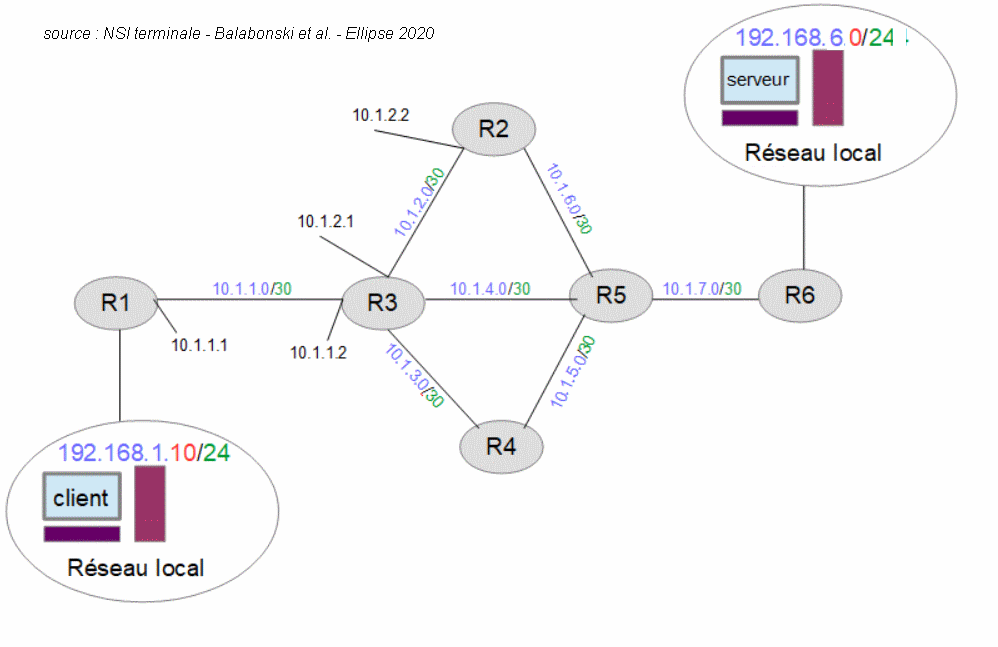 source : NSI terminale - Balabonski et al. - Ellipse 2020
192.168.6.0/24
serveur
Réseau local
10.1.2.2
R2
10.1.2.0/30
10.1.6.0/30
10.1.2.1
R1
10.1.1.0/30
R3
10.1.4.0/30
R5
10.1.7.0/30
R6
10.1.1.1
10.1.1.2
10.1.3.0/30
10.1.5.0/30
R4
192.168.1.10/24
client
Réseau local